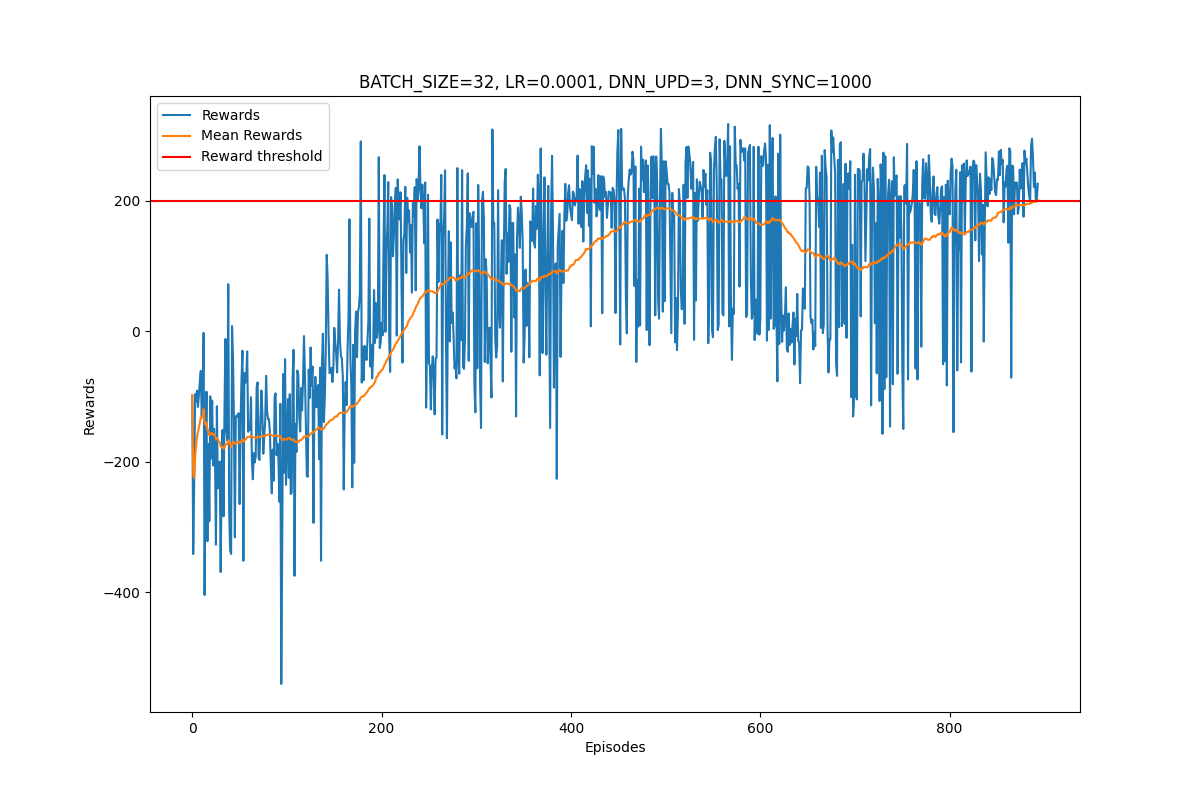 BATCH_SIZE=32, LR=0.0001, DNN_UPD=3, DNN_SYNC=1000
Rewards
Mean Rewards
Reward threshold
200
0
−200
−400
Rewards
0
200
400
600
800
Episodes